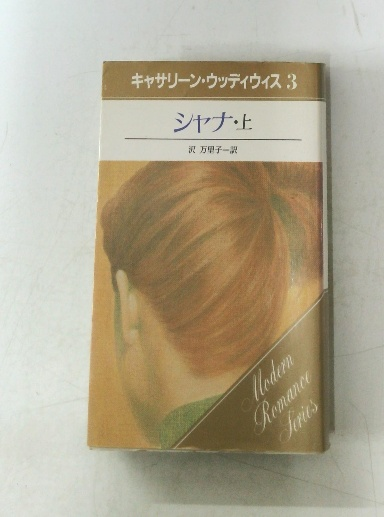 キャサリーン・ウッディウィス 3
シャナ・上
沢 万里子=訳
Modern
Romance
Series